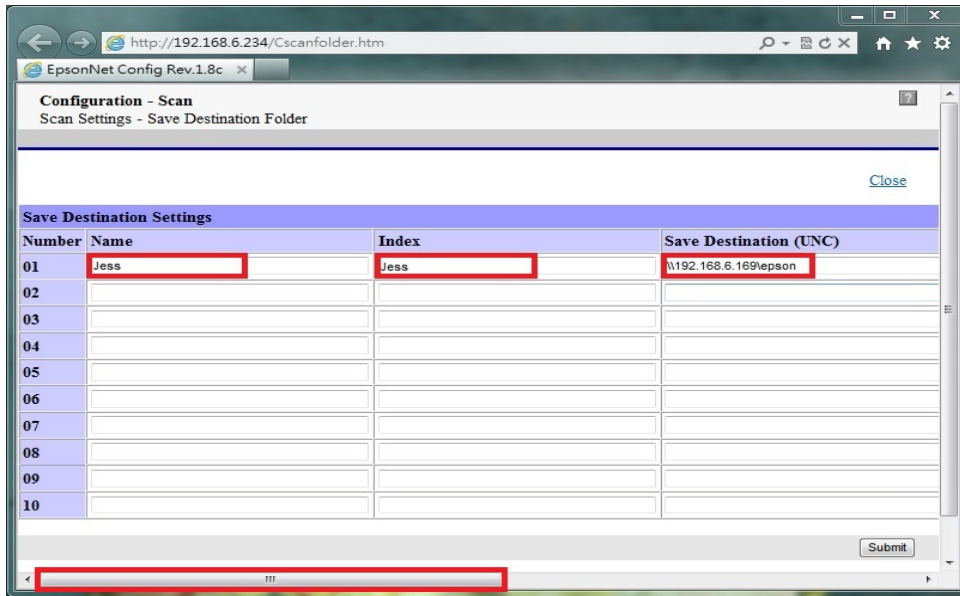 http://192.168.6.234/Cscanfolder.htm
EpsonNet Config Rev.1.8c
Configuration - Scan
?
Scan Settings - Save Destination Folder
Close
Save Destination Settings
Number Name Index Save Destination (UNC)
01 Jess Jess \\192.168.6.169\epson
02
03
04
05
06
07
08
09
10
Submit